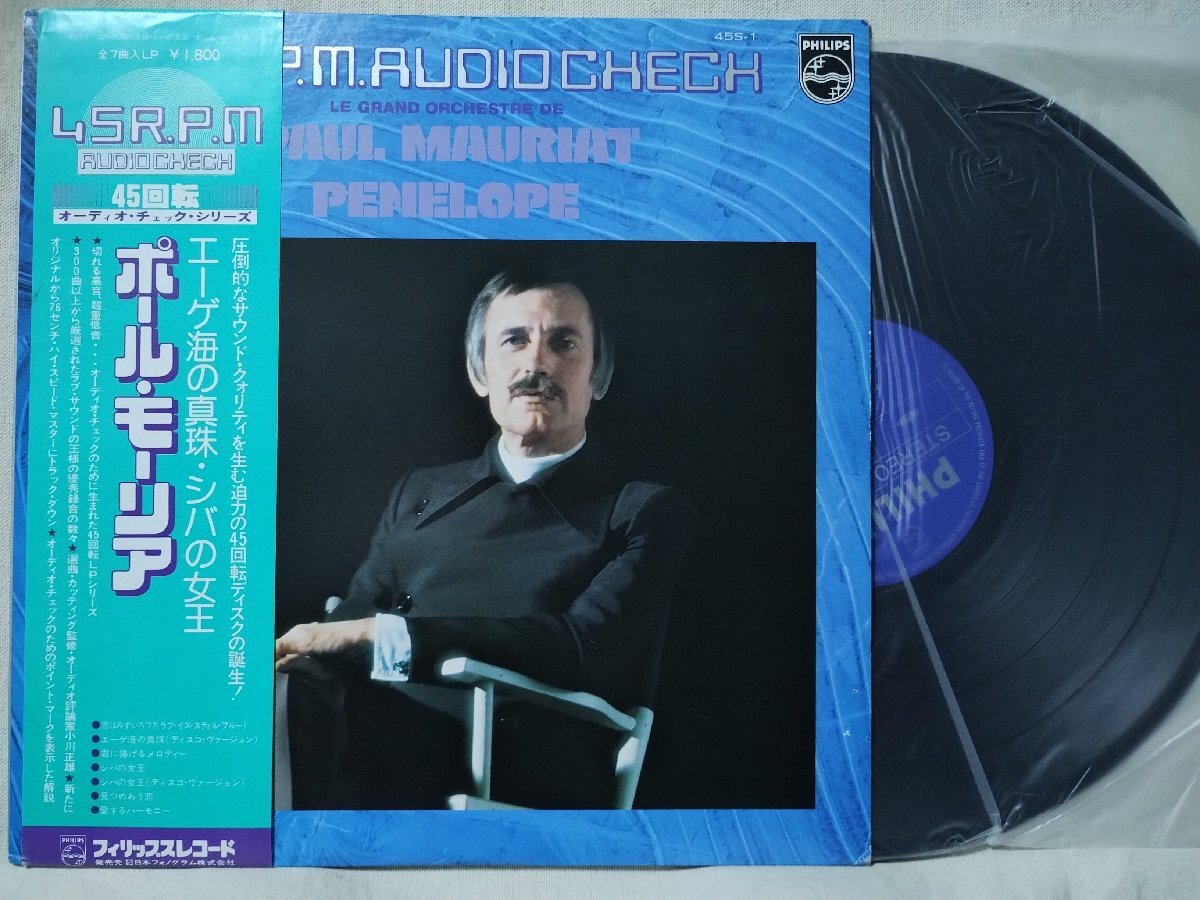 全7曲入LP ¥1,800
45R.P.M
AUDIO CHECK
45回転
オーディオ・チェック・シリーズ
圧倒的なサウンド・クォリティを生む迫力の45回転ディスクの誕生!
エーゲ海の真珠・シバの女王
ポール・モーリア
★切れる高音、超重低音・・・オーディオ・チェックのために生まれた45回転LPシリーズ
★300曲以上から厳選されたラブ・サウンドの王様の優秀録音の数々★選曲・カッティング監修・オーディオ評論家小川正雄★新たに
オリジナルから76センチ・ハイ・スピード・マスターにトラック・ダウン★オーディオ・チェックのためのポイント・マークを表示した解説
●恋はみずいろ'77(ラブ・イズ・スティル・ブルー)
●エーゲ海の真珠(ディスコ・ヴァージョン)
●君に捧げるメロディー
●シバの女王
●シバの女王(ディスコ・ヴァージョン)
●見つめあう恋
●愛するハーモニー
PHILIPS
フィリップスレコード
発売元 日本フォノグラム株式会社
45S-1
PHILIPS
P.M.AUDIO CHECK
LE GRAND ORCHESTRE DE
PAUL MAURIAT
PENELOPE
STEREO
PHILI